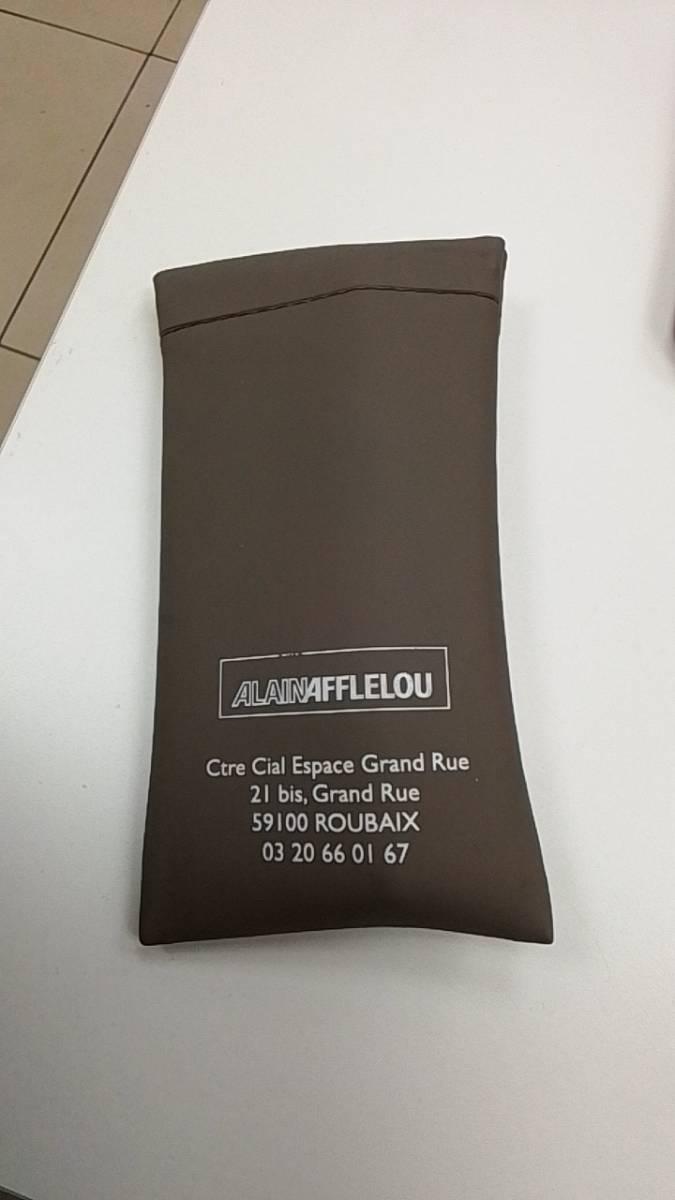 ALAINAFFLELOU
Ctre Cial Espace Grand Rue
21 bis, Grand Rue
59100 ROUBAIX
03 20 66 01 67